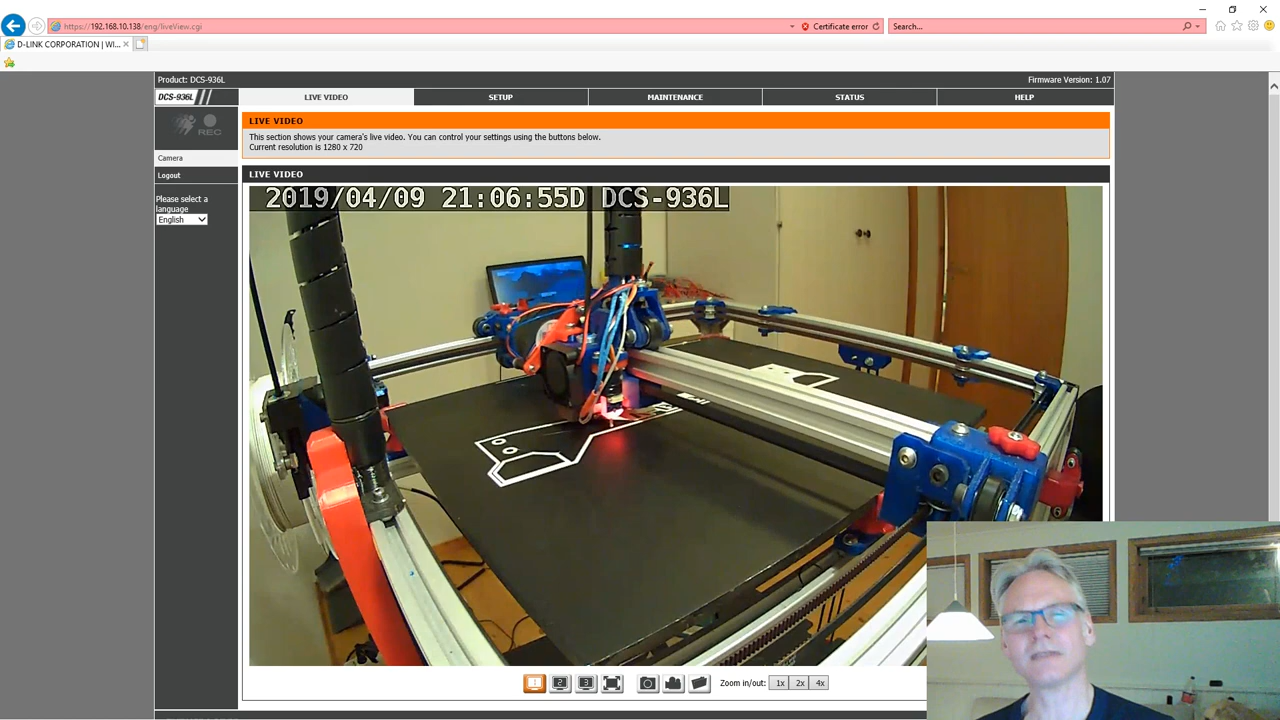 https://192.168.10.138/eng/liveView.cgi
Certificate error
Search...
D-LINK CORPORATION | WI...
Product: DCS-936L
Firmware Version: 1.07
DCS-936L
LIVE VIDEO
SETUP
MAINTENANCE
STATUS
HELP
REC
LIVE VIDEO
This section shows your camera's live video. You can control your settings using the buttons below.
Current resolution is 1280 x 720
Camera
Logout
LIVE VIDEO
Please select a
language
English
2019/04/09 21:06:55D DCS-936L
1
2
3
Zoom in/out:
1x
2x
4x